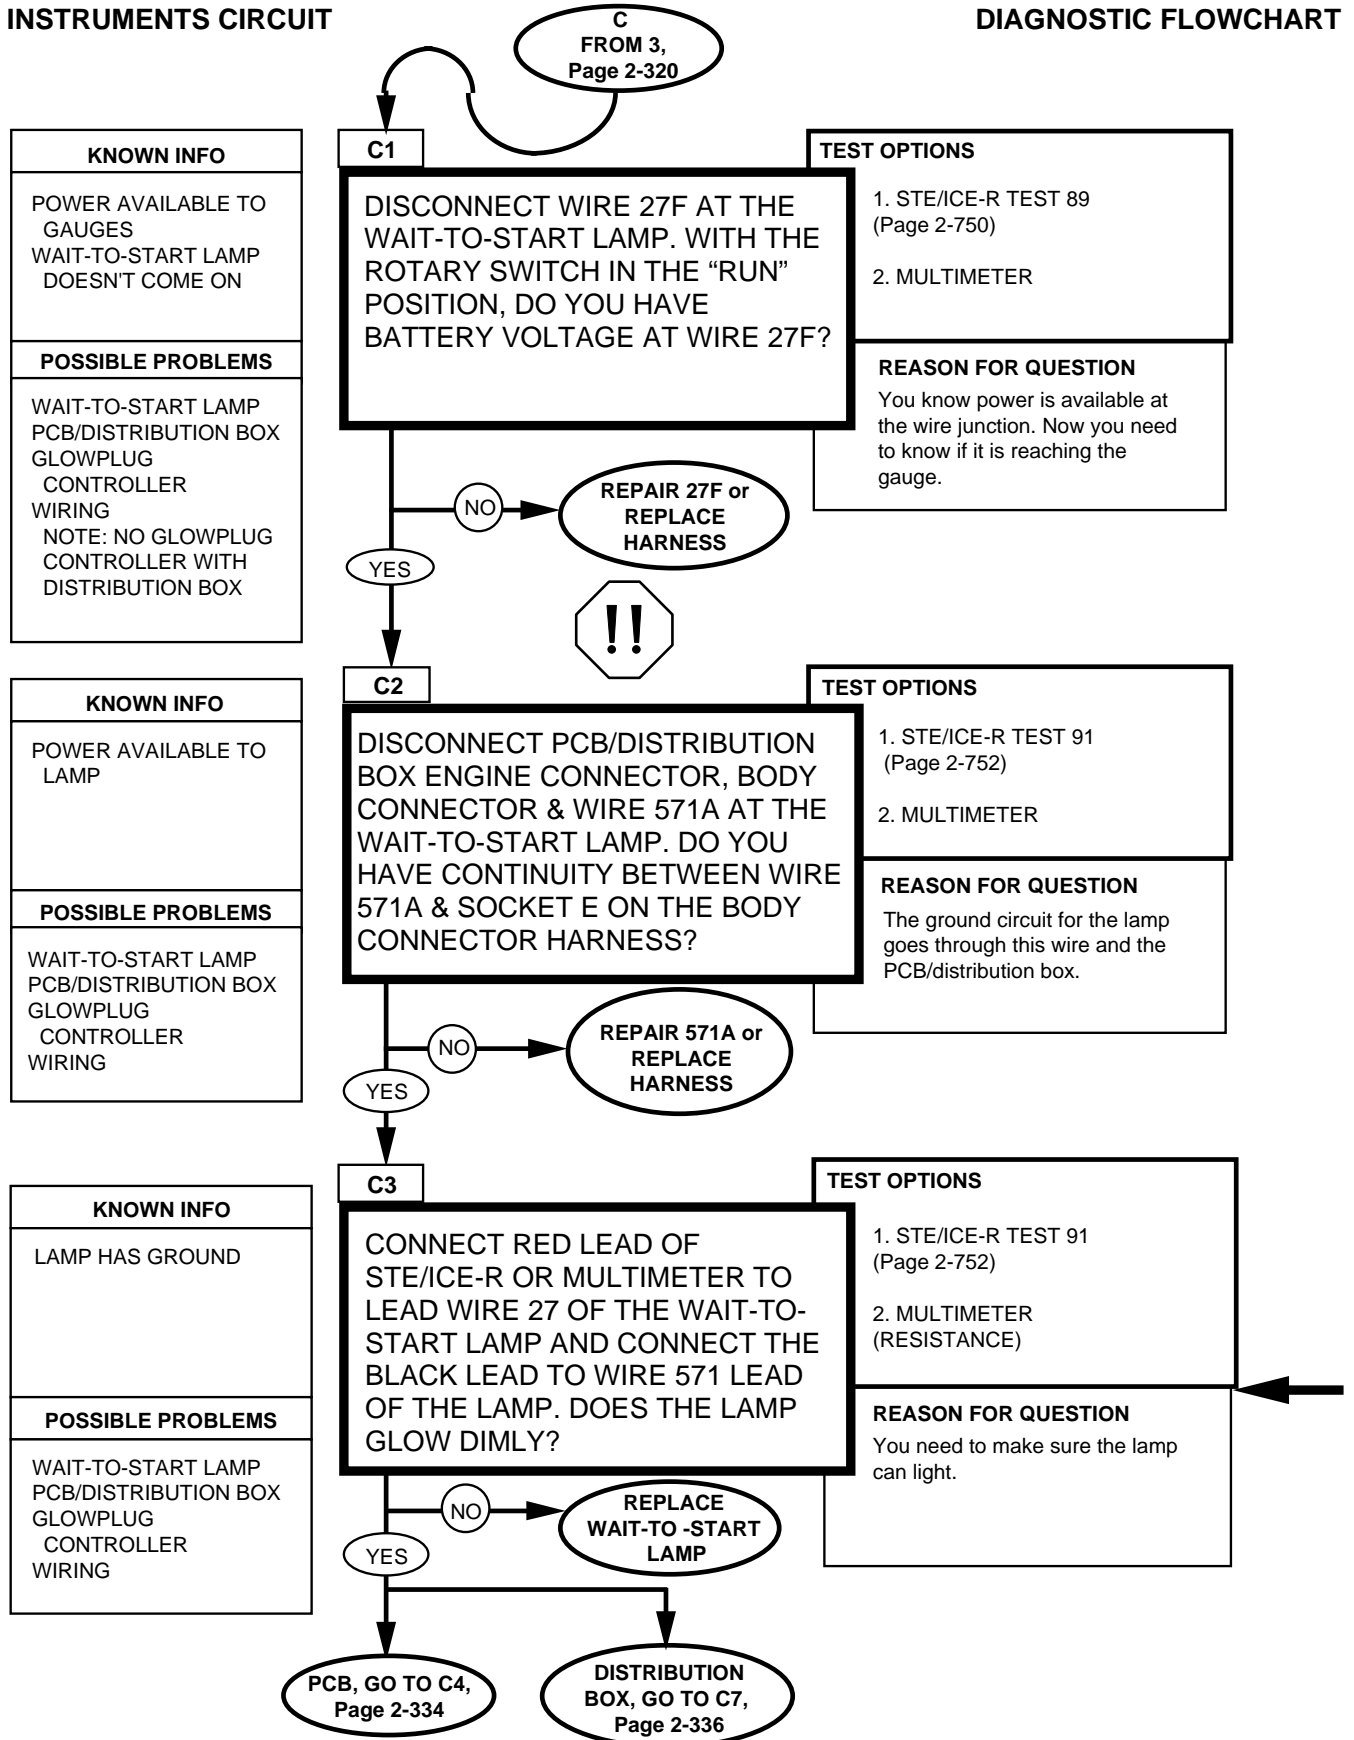 INSTRUMENTS CIRCUIT
DIAGNOSTIC FLOWCHART
C
FROM 3,
Page 2-320
KNOWN INFO
POWER AVAILABLE TO
GAUGES
WAIT-TO-START LAMP
DOESN'T COME ON
POSSIBLE PROBLEMS
WAIT-TO-START LAMP
PCB/DISTRIBUTION BOX
GLOWPLUG
CONTROLLER
WIRING
NOTE: NO GLOWPLUG
CONTROLLER WITH
DISTRIBUTION BOX
C1
DISCONNECT WIRE 27F AT THE
WAIT-TO-START LAMP. WITH THE
ROTARY SWITCH IN THE “RUN”
POSITION, DO YOU HAVE
BATTERY VOLTAGE AT WIRE 27F?
TEST OPTIONS
1. STE/ICE-R TEST 89
(Page 2-750)
2. MULTIMETER
REASON FOR QUESTION
You know power is available at
the wire junction. Now you need
to know if it is reaching the
gauge.
NO
REPAIR 27F or
REPLACE
HARNESS
YES
!!
KNOWN INFO
POWER AVAILABLE TO
LAMP
POSSIBLE PROBLEMS
WAIT-TO-START LAMP
PCB/DISTRIBUTION BOX
GLOWPLUG
CONTROLLER
WIRING
C2
DISCONNECT PCB/DISTRIBUTION
BOX ENGINE CONNECTOR, BODY
CONNECTOR & WIRE 571A AT THE
WAIT-TO-START LAMP. DO YOU
HAVE CONTINUITY BETWEEN WIRE
571A & SOCKET E ON THE BODY
CONNECTOR HARNESS?
TEST OPTIONS
1. STE/ICE-R TEST 91
(Page 2-752)
2. MULTIMETER
REASON FOR QUESTION
The ground circuit for the lamp
goes through this wire and the
PCB/distribution box.
NO
REPAIR 571A or
REPLACE
HARNESS
YES
KNOWN INFO
LAMP HAS GROUND
POSSIBLE PROBLEMS
WAIT-TO-START LAMP
PCB/DISTRIBUTION BOX
GLOWPLUG
CONTROLLER
WIRING
C3
CONNECT RED LEAD OF
STE/ICE-R OR MULTIMETER TO
LEAD WIRE 27 OF THE WAIT-TO-
START LAMP AND CONNECT THE
BLACK LEAD TO WIRE 571 LEAD
OF THE LAMP. DOES THE LAMP
GLOW DIMLY?
TEST OPTIONS
1. STE/ICE-R TEST 91
(Page 2-752)
2. MULTIMETER
(RESISTANCE)
REASON FOR QUESTION
You need to make sure the lamp
can light.
NO
REPLACE
WAIT-TO -START
LAMP
YES
PCB, GO TO C4,
Page 2-334
DISTRIBUTION
BOX, GO TO C7,
Page 2-336